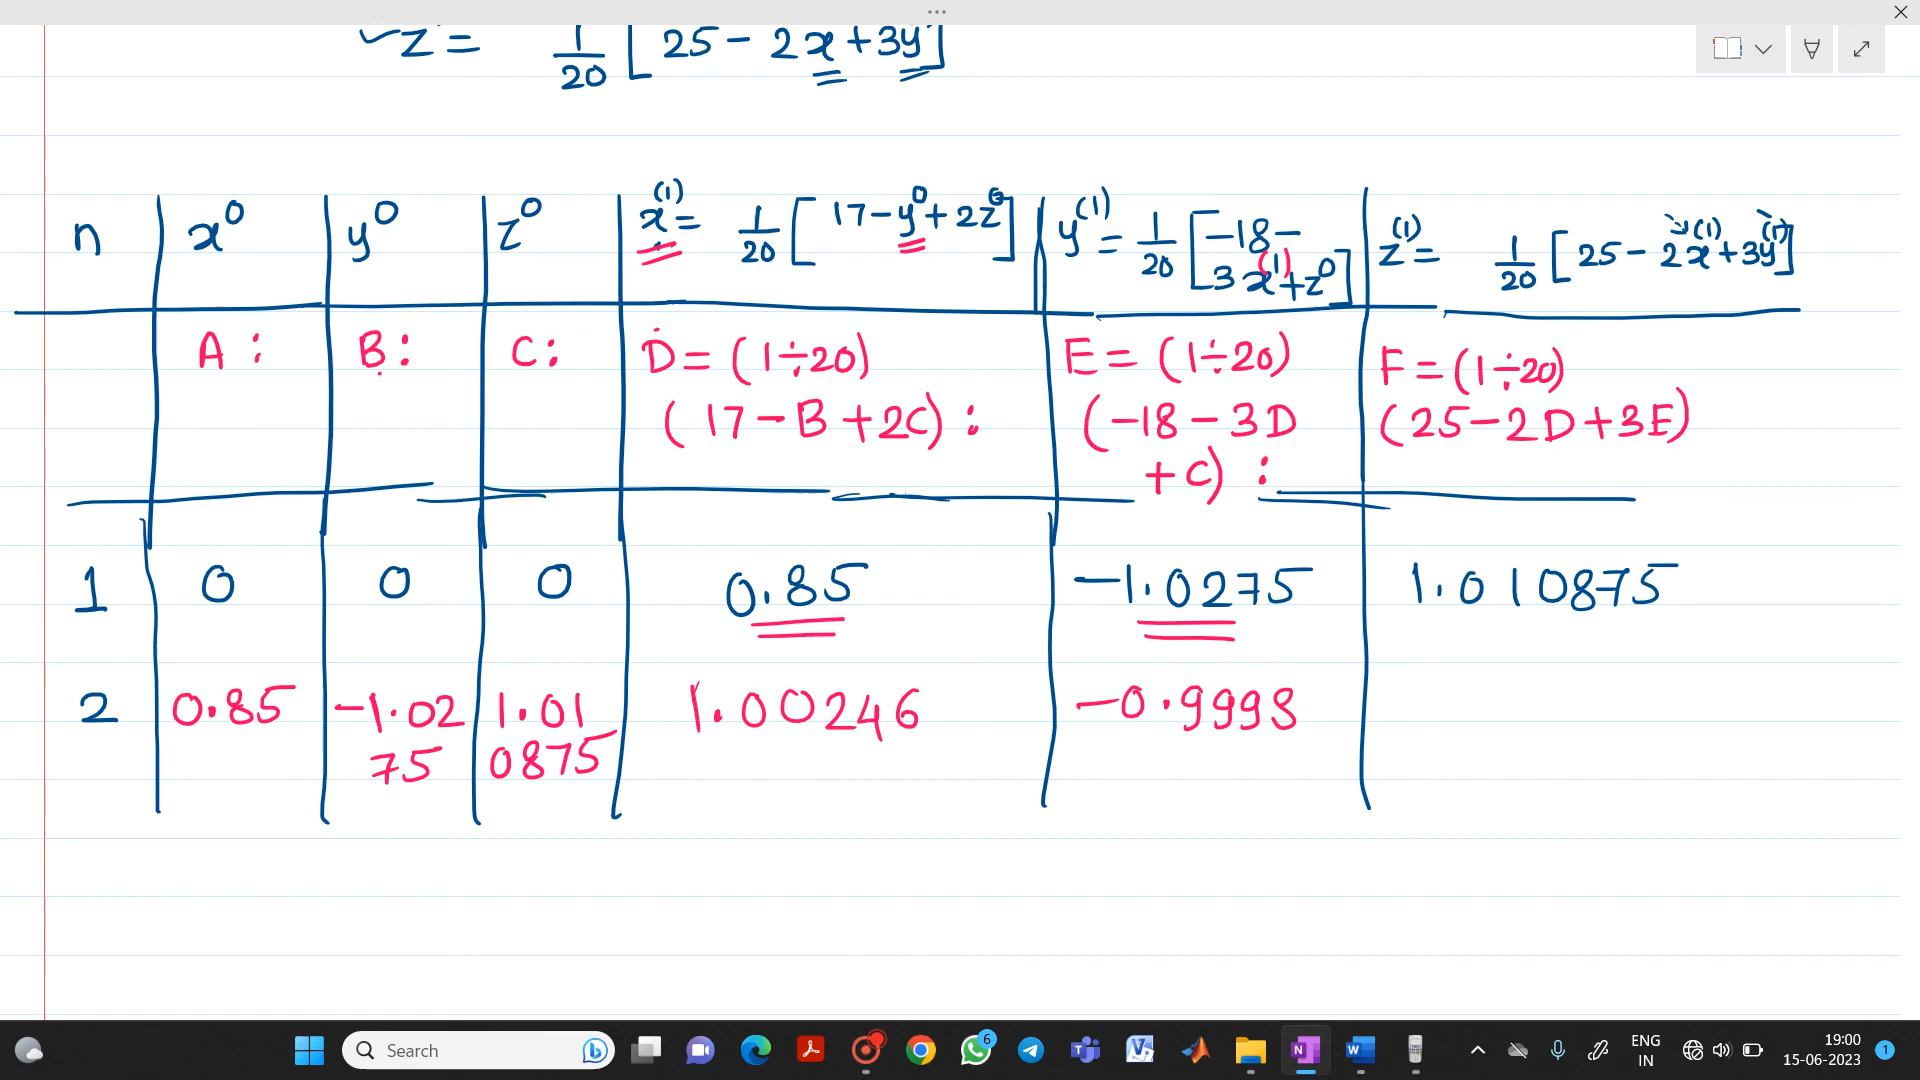 z = 1/20 [25 - 2x + 3y]
n x⁰ y⁰ z⁰ x⁽¹⁾ = 1/20 [17 - y⁰ + 2z⁰] y⁽¹⁾ = 1/20 [-18 - 3x⁽¹⁾ + z⁰] z⁽¹⁾ = 1/20 [25 - 2x⁽¹⁾ + 3y⁽¹⁾]
A : B : C : D = (1÷20) E = (1÷20) F = (1÷20)
(17 - B + 2C) : (-18 - 3D (25 - 2D + 3E)
+ C) :
1 0 0 0 0.85 -1.0275 1.010875
2 0.85 -1.02 1.01 1.00246 -0.9998
75 0875
Search
6
ENG
IN
19:00
15-06-2023
1